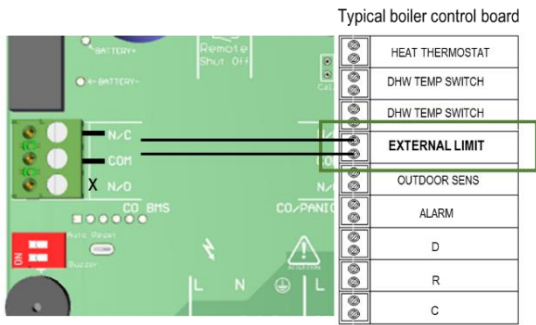 Typical boiler control board
BATTERY+
BATTERY-
Remote
Shut Off
N/C
COM
X N/O
CO BMS
CO/PANIC
Auto Reset
Buzzer
ON
L N L
HEAT THERMOSTAT
DHW TEMP SWITCH
DHW TEMP SWITCH
EXTERNAL LIMIT
OUTDOOR SENS
ALARM
D
R
C